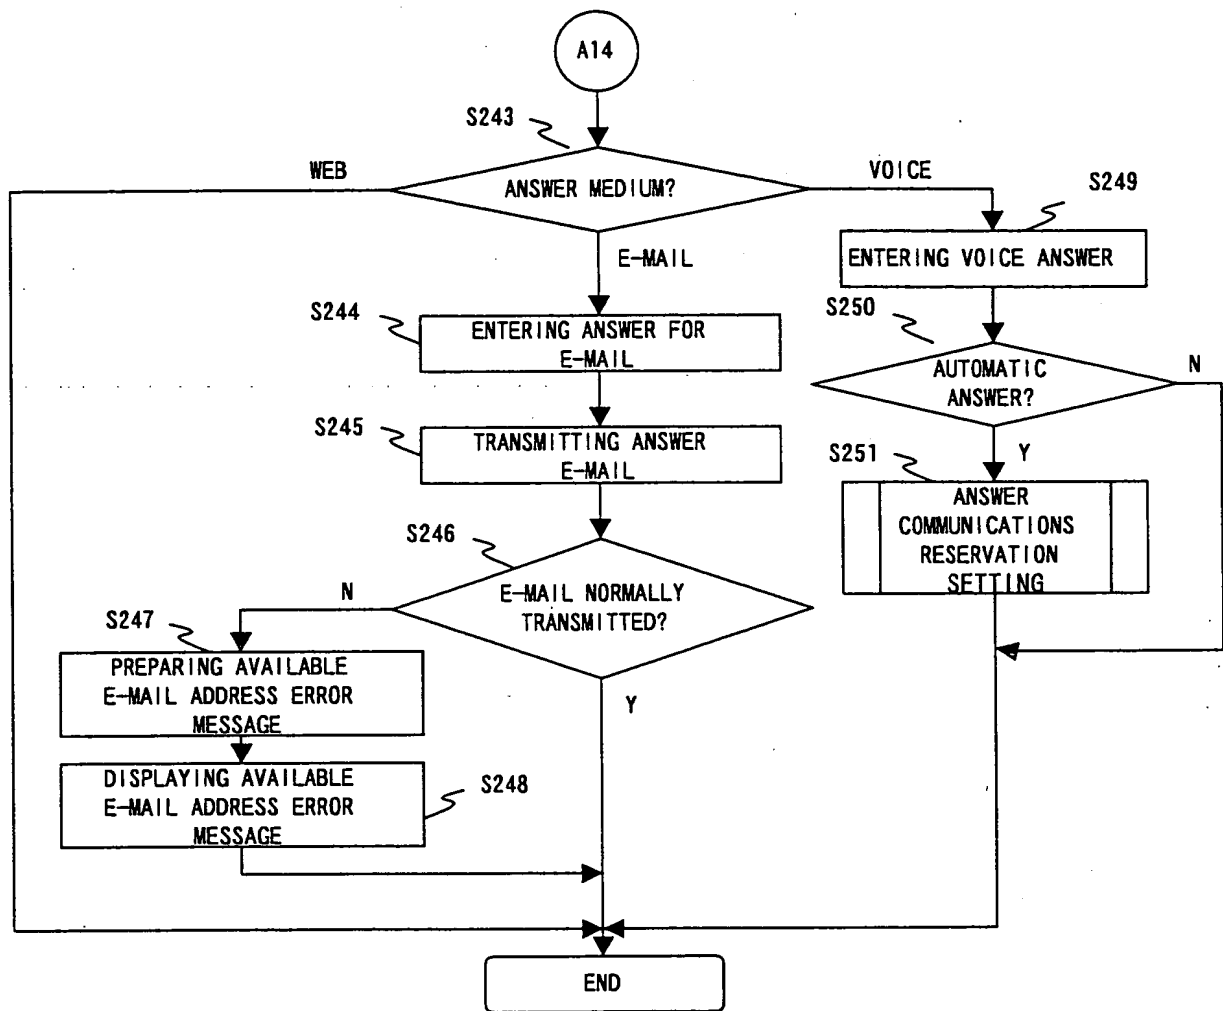 A14
S243
WEB
ANSWER MEDIUM?
VOICE
S249
E-MAIL
ENTERING VOICE ANSWER
S244
ENTERING ANSWER FOR
E-MAIL
S250
AUTOMATIC
ANSWER?
N
S245
TRANSMITTING ANSWER
E-MAIL
Y
S251
ANSWER
COMMUNICATIONS
RESERVATION
SETTING
S246
E-MAIL NORMALLY
TRANSMITTED?
N
S247
PREPARING AVAILABLE
E-MAIL ADDRESS ERROR
MESSAGE
Y
DISPLAYING AVAILABLE
E-MAIL ADDRESS ERROR
MESSAGE
S248
END